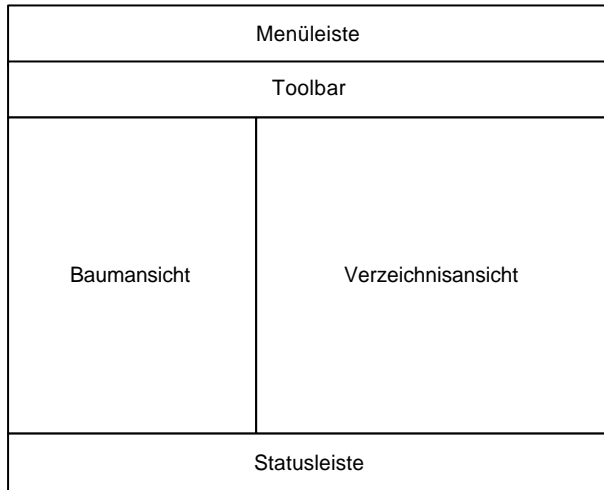 Menüleiste
Toolbar
Baumansicht
Verzeichnisansicht
Statusleiste